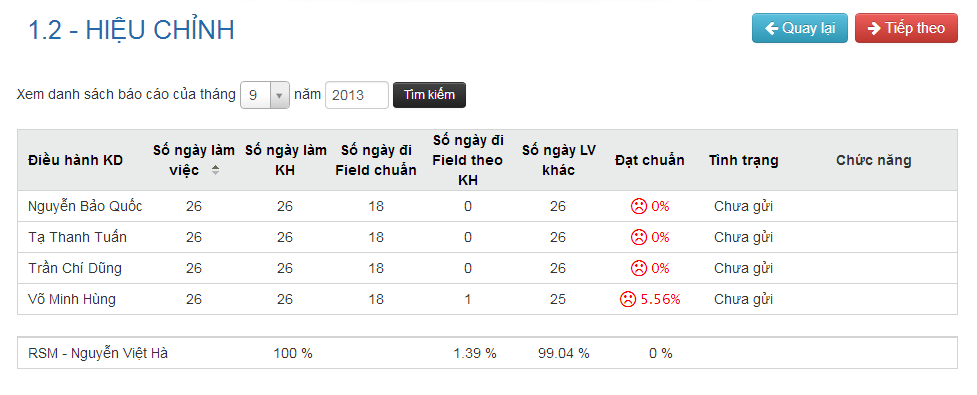 1.2 - HIỆU CHỈNH
Quay lại Tiếp theo
Xem danh sách báo cáo của tháng 9 năm 2013 Tìm kiếm
Điều hành KD Số ngày làm việc Số ngày làm KH Số ngày đi Field chuẩn Số ngày đi Field theo KH Số ngày LV khác Đạt chuẩn Tình trạng Chức năng
Nguyễn Bảo Quốc 26 26 18 0 26 0% Chưa gửi
Tạ Thanh Tuấn 26 26 18 0 26 0% Chưa gửi
Trần Chí Dũng 26 26 18 0 26 0% Chưa gửi
Võ Minh Hùng 26 26 18 1 25 5.56% Chưa gửi
RSM - Nguyễn Việt Hà 100 % 1.39 % 99.04 % 0 %